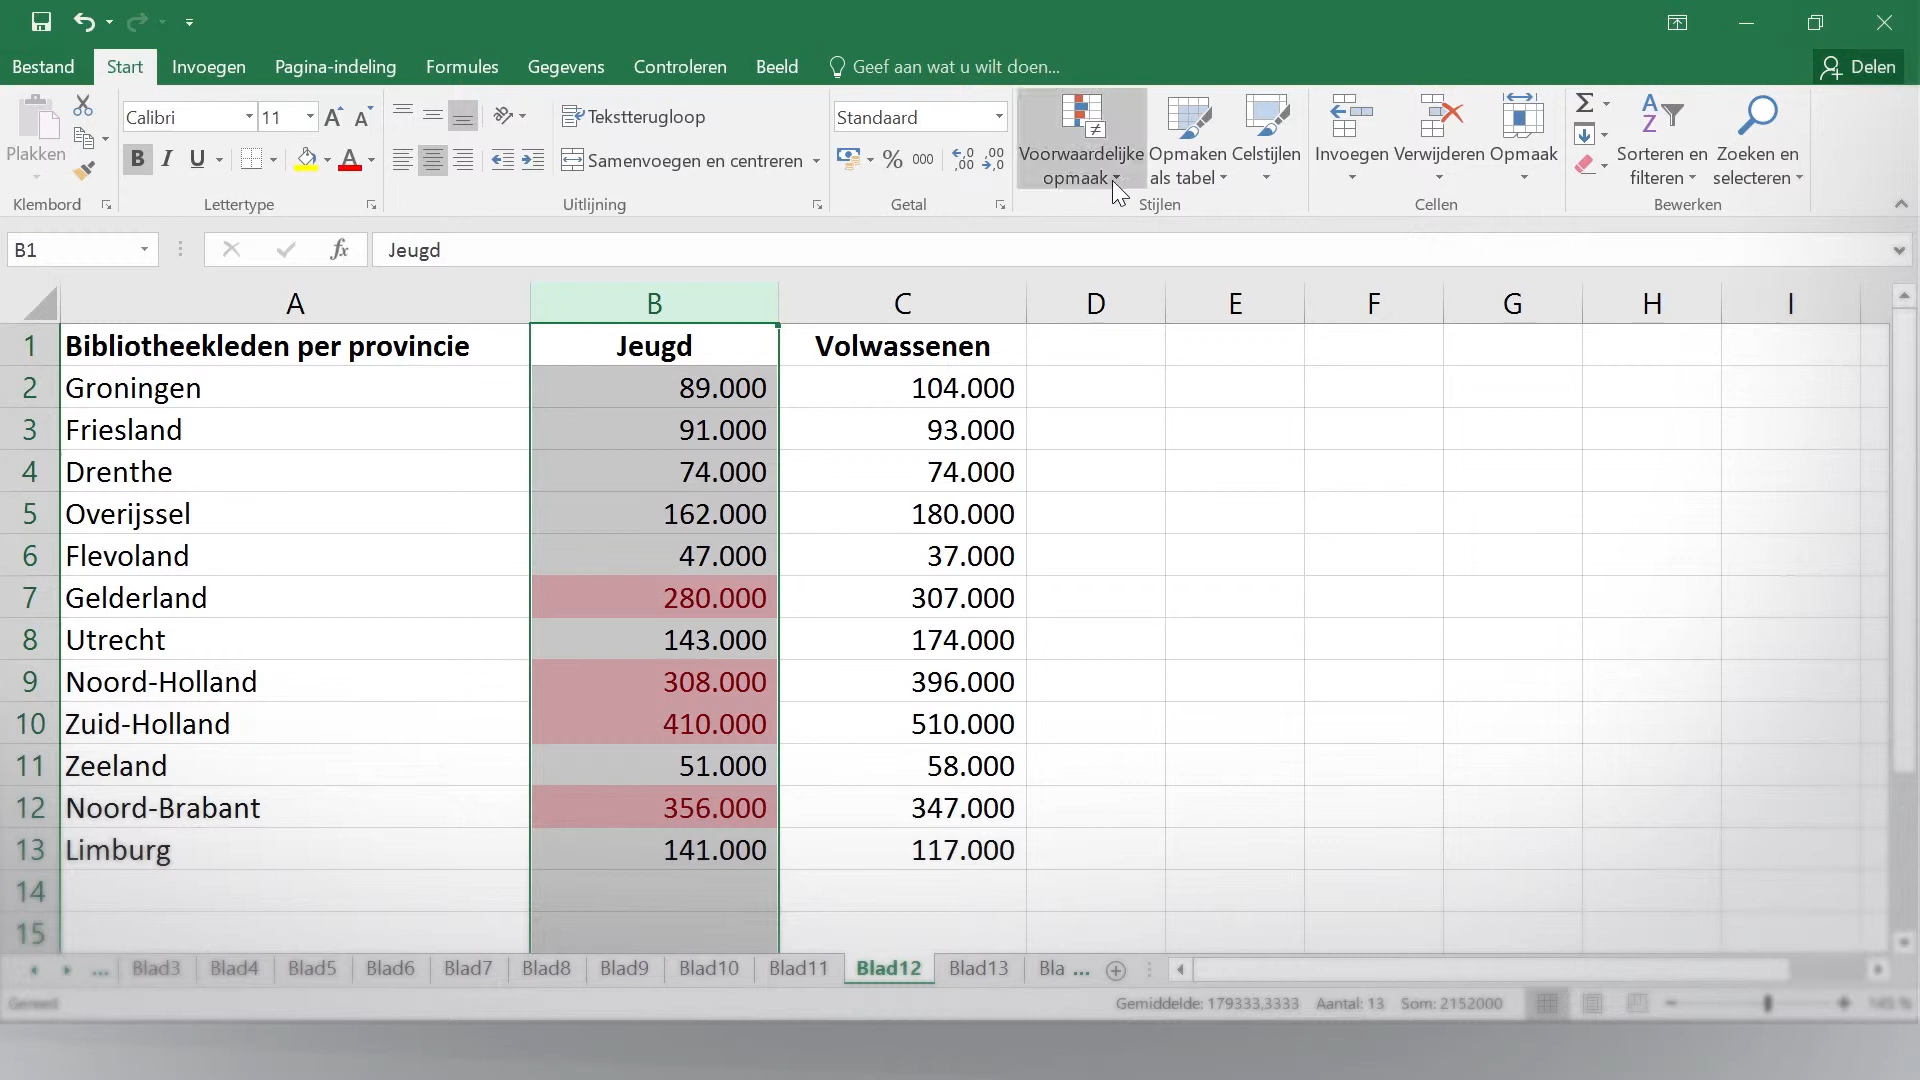 Bestand Start Invoegen Pagina-indeling Formules Gegevens Controleren Beeld Geef aan wat u wilt doen... Delen
Plakken
Klembord
Calibri 11
B I U
Lettertype
Tekstterugloop
Samenvoegen en centreren
Uitlijning
Standaard
% 000
Getal
Voorwaardelijke opmaak
Opmaken als tabel
Celstijlen
Stijlen
Invoegen Verwijderen Opmaak
Cellen
Sorteren en filteren
Zoeken en selecteren
Bewerken
B1 fx Jeugd
A B C D E F G H I
1 Bibliotheekleden per provincie Jeugd Volwassenen
2 Groningen 89.000 104.000
3 Friesland 91.000 93.000
4 Drenthe 74.000 74.000
5 Overijssel 162.000 180.000
6 Flevoland 47.000 37.000
7 Gelderland 280.000 307.000
8 Utrecht 143.000 174.000
9 Noord-Holland 308.000 396.000
10 Zuid-Holland 410.000 510.000
11 Zeeland 51.000 58.000
12 Noord-Brabant 356.000 347.000
13 Limburg 141.000 117.000
14
15
... Blad3 Blad4 Blad5 Blad6 Blad7 Blad8 Blad9 Blad10 Blad11 Blad12 Blad13 Bla ...
Gereed Gemiddelde: 179333,3333 Aantal: 13 Som: 2152000